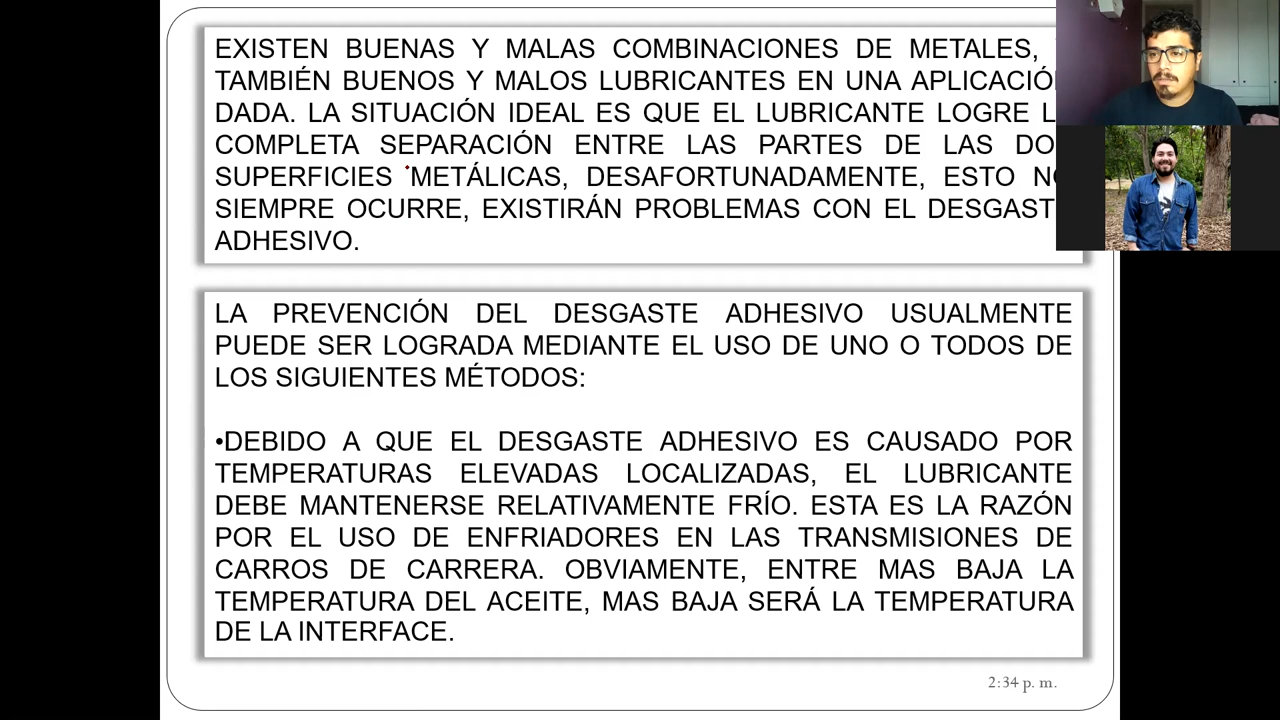 EXISTEN BUENAS Y MALAS COMBINACIONES DE METALES,
TAMBIÉN BUENOS Y MALOS LUBRICANTES EN UNA
DADA. LA SITUACIÓN IDEAL ES QUE EL LUBRICANTE LOGRE
COMPLETA SEPARACIÓN ENTRE LAS PARTES DE LAS
SUPERFICIES METÁLICAS, DESAFORTUNADAMENTE, ESTO
SIEMPRE OCURRE, EXISTIRÁN PROBLEMAS CON EL
ADHESIVO.
LA PREVENCIÓN DEL DESGASTE ADHESIVO USUALMENTE
PUEDE SER LOGRADA MEDIANTE EL USO DE UNO O TODOS DE
LOS SIGUIENTES MÉTODOS:
•DEBIDO A QUE EL DESGASTE ADHESIVO ES CAUSADO POR
TEMPERATURAS ELEVADAS LOCALIZADAS, EL LUBRICANTE
DEBE MANTENERSE RELATIVAMENTE FRÍO. ESTA ES LA RAZÓN
POR EL USO DE ENFRIADORES EN LAS TRANSMISIONES DE
CARROS DE CARRERA. OBVIAMENTE, ENTRE MAS BAJA LA
TEMPERATURA DEL ACEITE, MAS BAJA SERÁ LA TEMPERATURA
DE LA INTERFACE.
2:34 p. m.